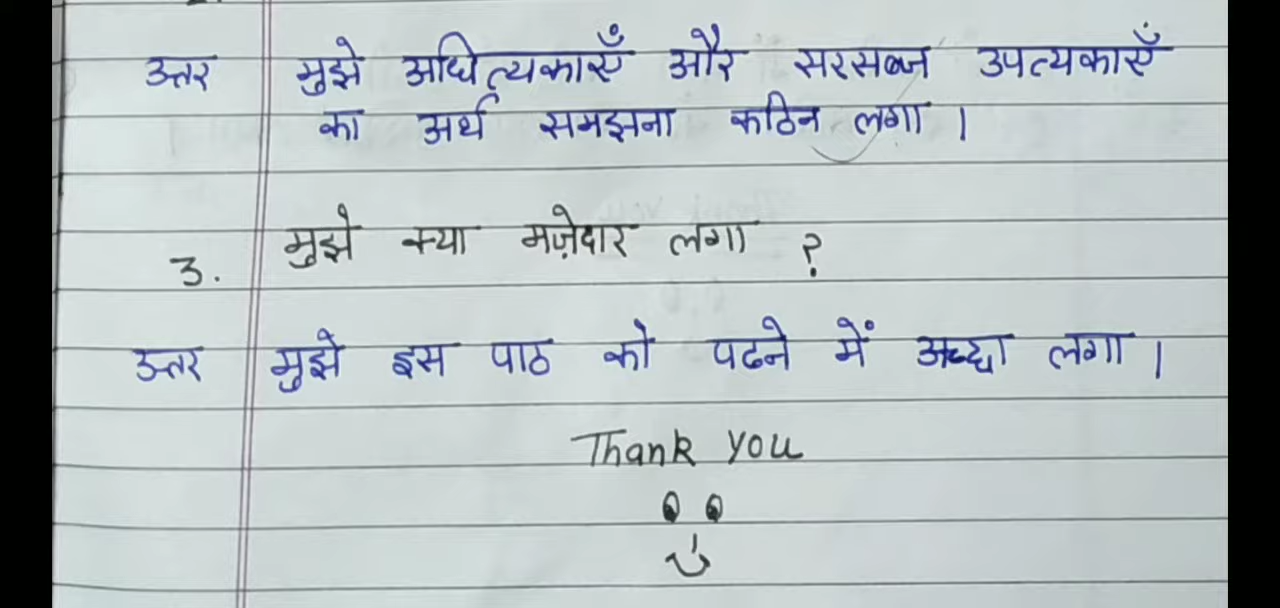 उत्तर मुझे अधित्यकाएँ और सरसब्ज उपत्यकाएँ
का अर्थ समझना कठिन लगा।
3. मुझे क्या मज़ेदार लगा ?
उत्तर मुझे इस पाठ को पढने में अच्छा लगा।
Thank you